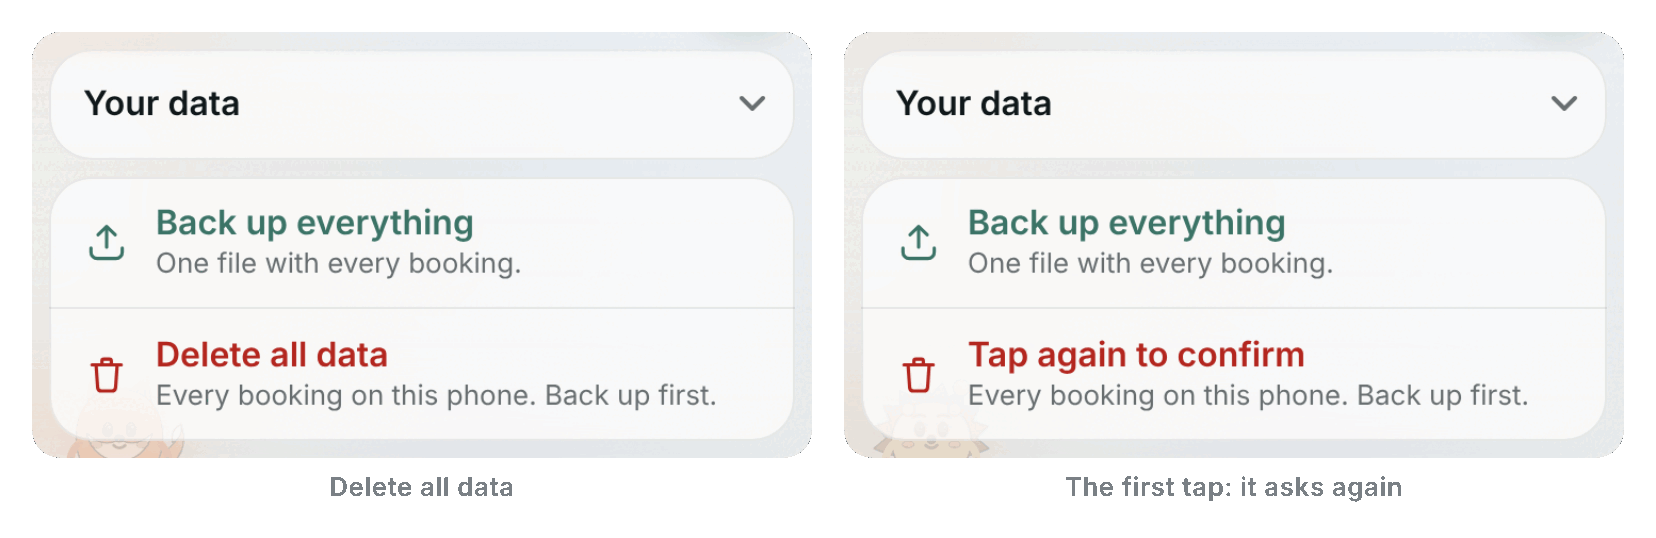 Your data
Back up everything
One file with every booking.
Delete all data
Every booking on this phone. Back up first.
Delete all data
Your data
Back up everything
One file with every booking.
Tap again to confirm
Every booking on this phone. Back up first.
The first tap: it asks again